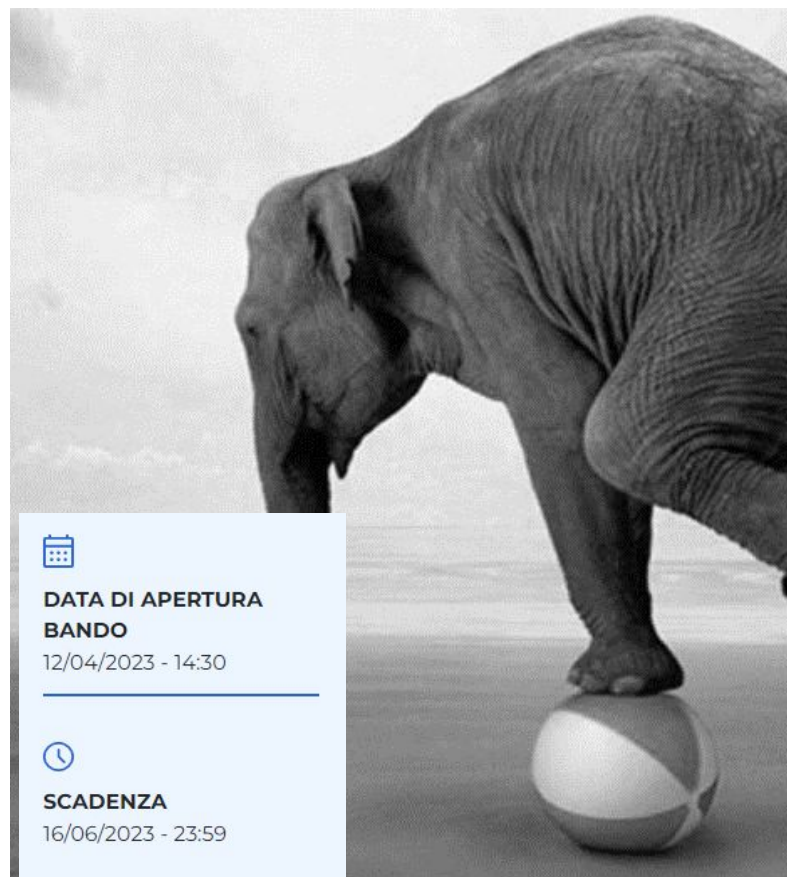 DATA DI APERTURA
BANDO
12/04/2023 - 14:30
SCADENZA
16/06/2023 - 23:59